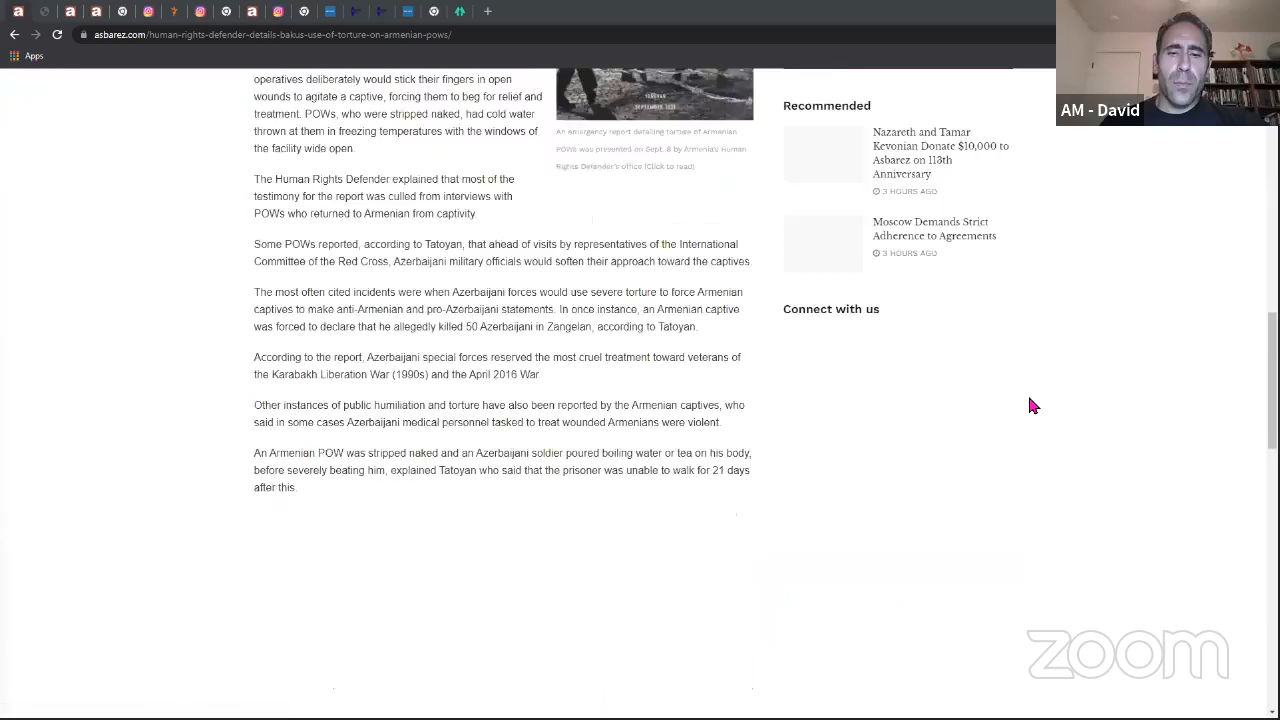 asbarez.com/human-rights-defender-details-bakus-use-of-torture-on-armenian-pows/
Apps
AM - David
operatives deliberately would stick their fingers in open
wounds to agitate a captive, forcing them to beg for relief and
treatment. POWs, who were stripped naked, had cold water
thrown at them in freezing temperatures with the windows of
the facility wide open.
TATOYAN
SEPTEMBER 2021
An emergency report detailing torture of Armenian
POWs was presented on Sept. 8 by Armenia's Human
Rights Defender's office (Click to read)
The Human Rights Defender explained that most of the
testimony for the report was culled from interviews with
POWs who returned to Armenian from captivity.
Some POWs reported, according to Tatoyan, that ahead of visits by representatives of the International
Committee of the Red Cross, Azerbaijani military officials would soften their approach toward the captives.
The most often cited incidents were when Azerbaijani forces would use severe torture to force Armenian
captives to make anti-Armenian and pro-Azerbaijani statements. In once instance, an Armenian captive
was forced to declare that he allegedly killed 50 Azerbaijani in Zangelan, according to Tatoyan.
According to the report, Azerbaijani special forces reserved the most cruel treatment toward veterans of
the Karabakh Liberation War (1990s) and the April 2016 War.
Other instances of public humiliation and torture have also been reported by the Armenian captives, who
said in some cases Azerbaijani medical personnel tasked to treat wounded Armenians were violent.
An Armenian POW was stripped naked and an Azerbaijani soldier poured boiling water or tea on his body,
before severely beating him, explained Tatoyan who said that the prisoner was unable to walk for 21 days
after this.
Recommended
Nazareth and Tamar
Kevonian Donate $10,000 to
Asbarez on 113th
Anniversary
3 HOURS AGO
Moscow Demands Strict
Adherence to Agreements
3 HOURS AGO
Connect with us
zoom